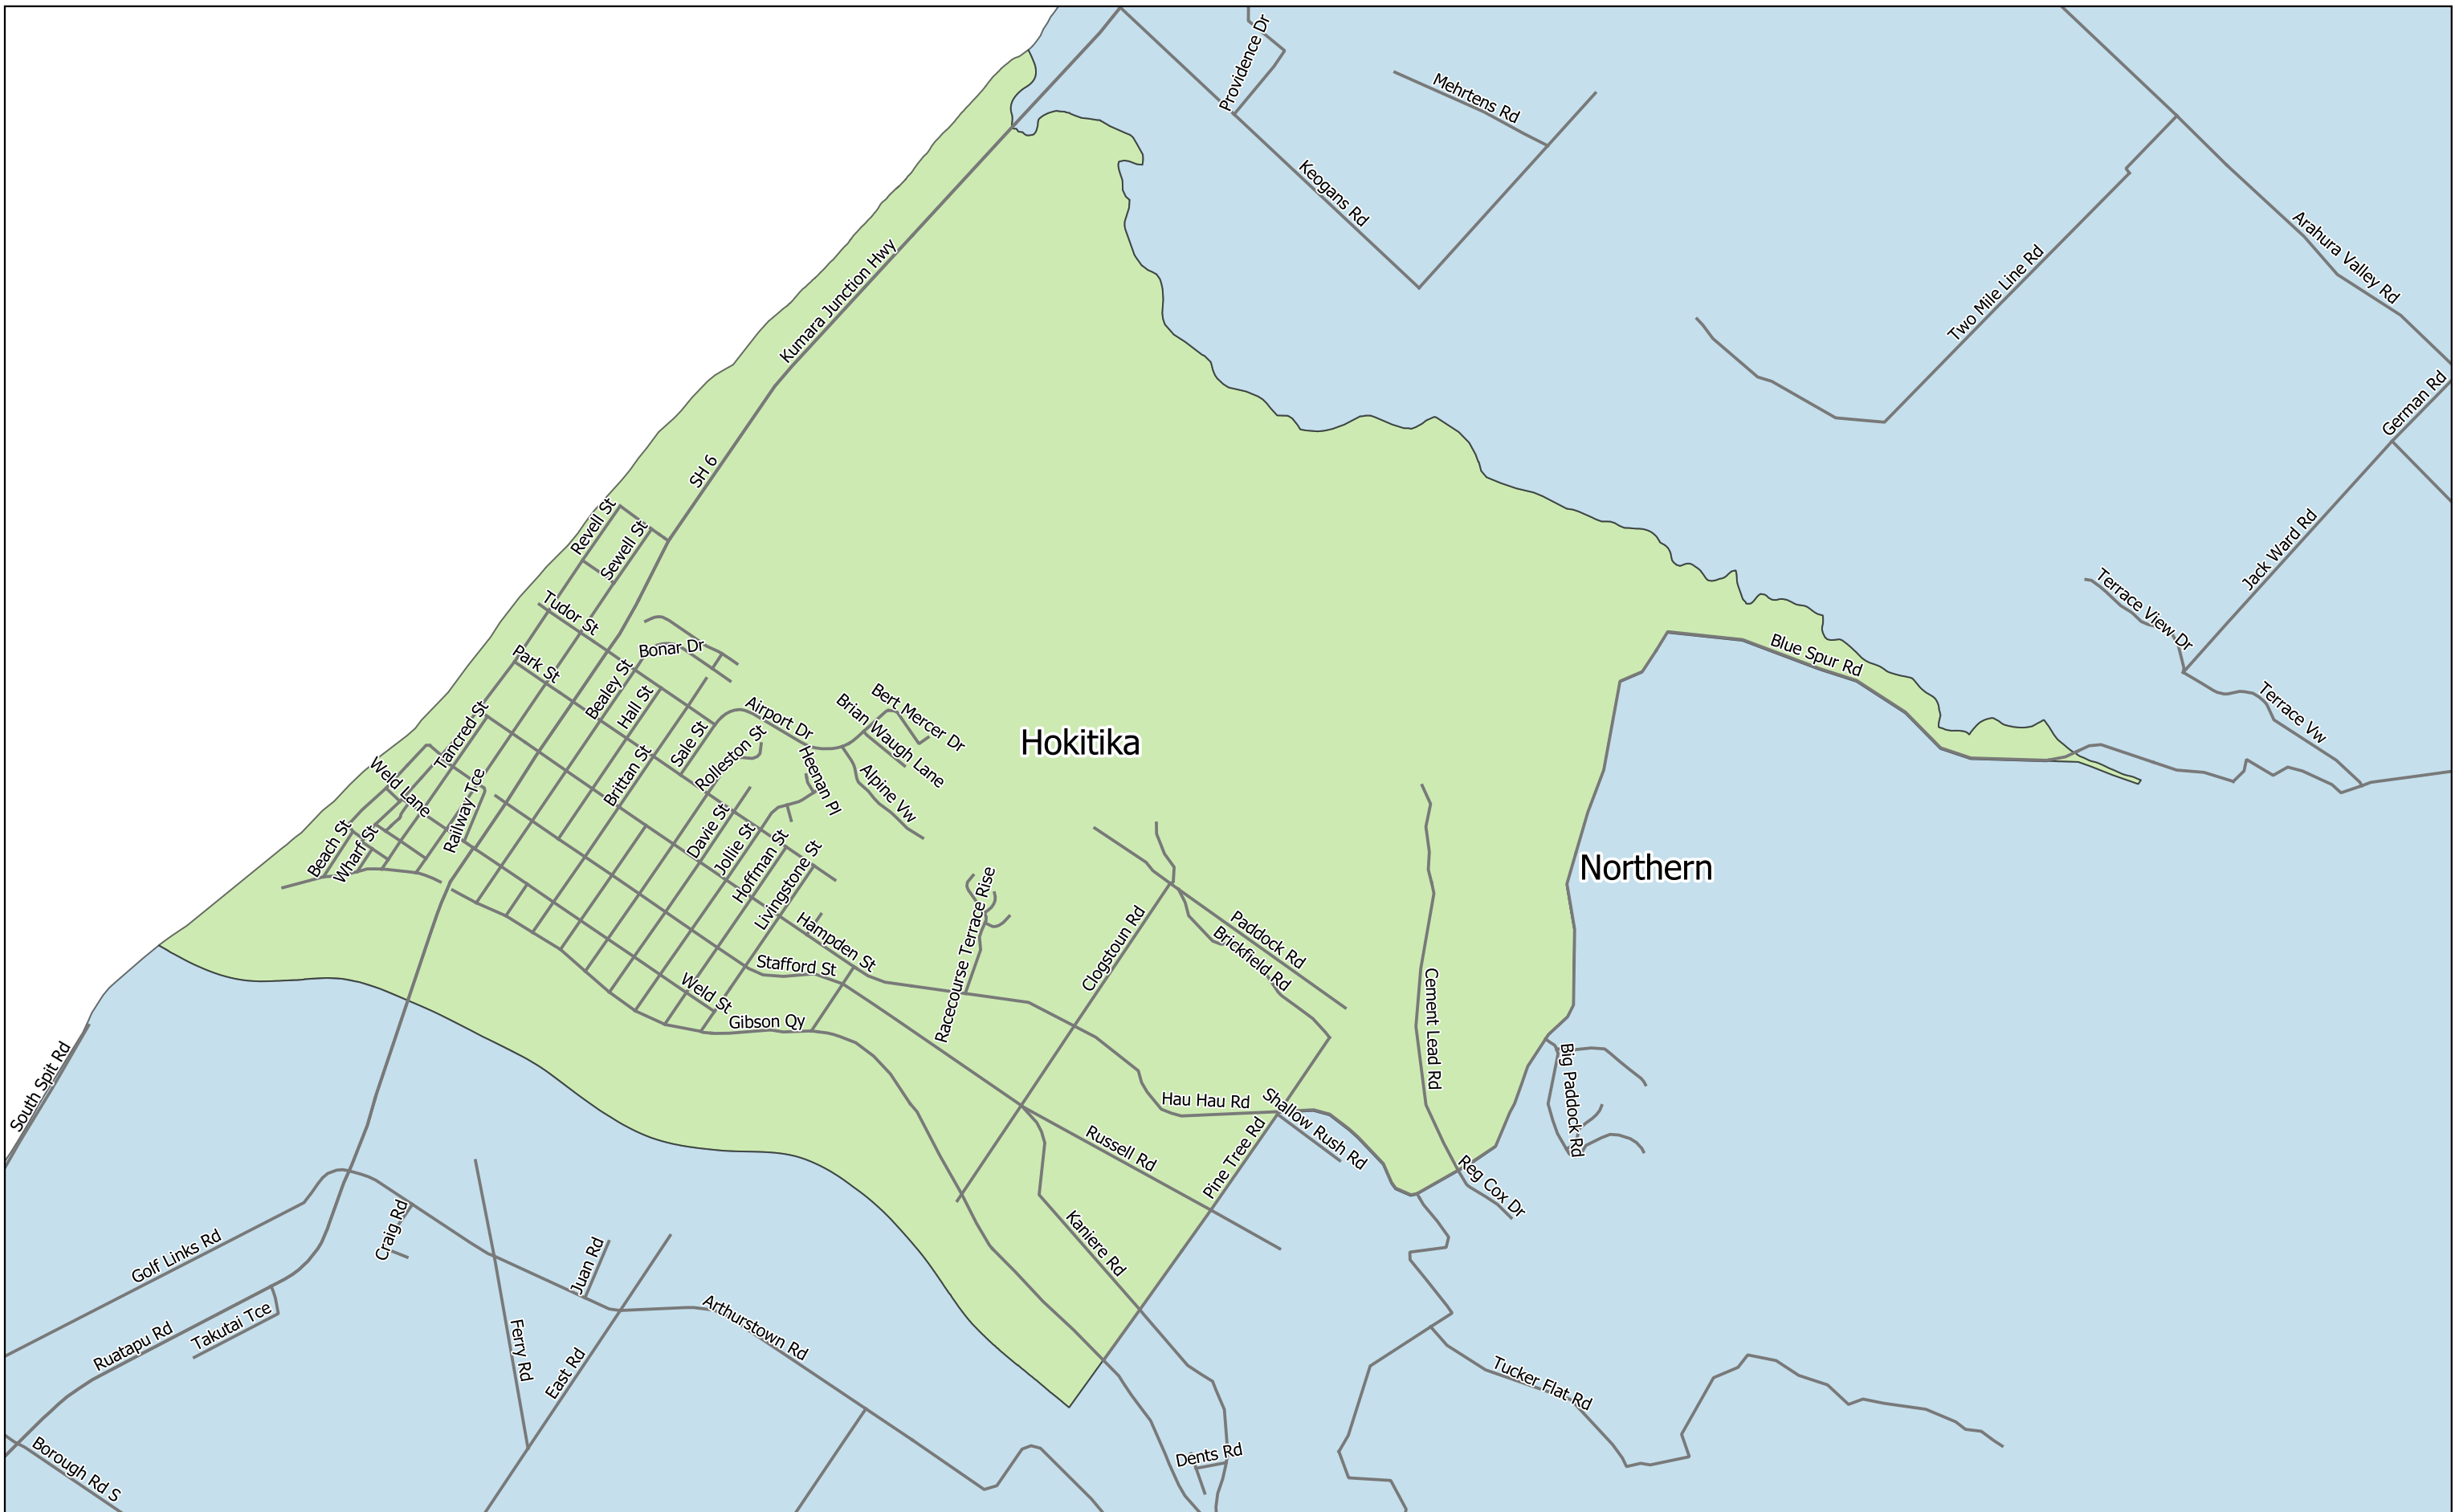 Providence Dr
Mehrtens Rd
Keogans Rd
Arahura Valley Rd
Two Mile Line Rd
Kumara Junction Hwy
German Rd
SH 6
Revell St
Sewell St
Jack Ward Rd
Terrace View Dr
Tudor St
Bonar Dr
Blue Spur Rd
Park St
Bealey St
Hall St
Terrace Vw
Tancred St
Sale St
Airport Dr
Bert Mercer Dr
Brian Waugh Lane
Rolleston St
Hokitika
Heenan Pl
Alpine Vw
Weld Lane
Brittan St
Railway Tce
Davie St
Jollie St
Hoffman St
Livingstone St
Beach St
Wharf St
Northern
Hampden St
Stafford St
Racecourse Terrace Rise
Clogstoun Rd
Paddock Rd
Brickfield Rd
Cement Lead Rd
Weld St
Gibson Qy
South Spit Rd
Big Paddock Rd
Hau Hau Rd
Shallow Rush Rd
Russell Rd
Pine Tree Rd
Reg Cox Dr
Kaniere Rd
Craig Rd
Golf Links Rd
Juan Rd
Ruatapu Rd
Takutai Tce
Ferry Rd
East Rd
Arthurstown Rd
Tucker Flat Rd
Dents Rd
Borough Rd S